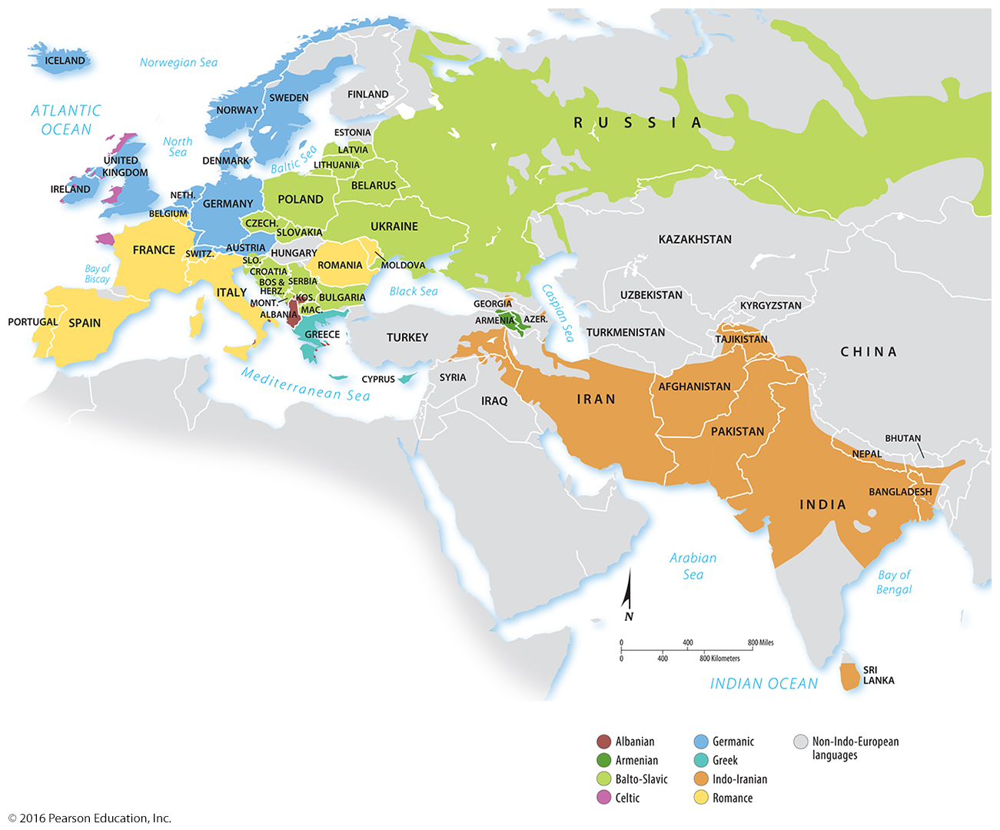 ICELAND
Norwegian Sea
ATLANTIC
OCEAN
SWEDEN
FINLAND
NORWAY
RUSSIA
ESTONIA
North
Sea
LATVIA
Baltic Sea
UNITED
KINGDOM
DENMARK
LITHUANIA
IRELAND
BELARUS
NETH.
GERMANY
POLAND
BELGIUM
CZECH.
SLOVAKIA
UKRAINE
KAZAKHSTAN
FRANCE
SWITZ.
AUSTRIA
HUNGARY
SLO.
ROMANIA
MOLDOVA
Bay of
Biscay
CROATIA
BOS &
HERZ.
SERBIA
ITALY
Black Sea
UZBEKISTAN
MONT.
KOS.
BULGARIA
GEORGIA
Caspian Sea
KYRGYZSTAN
ALBANIA
MAC.
PORTUGAL
SPAIN
ARMENIA
AZER.
GREECE
TURKEY
TURKMENISTAN
TAJIKISTAN
CHINA
Mediterranean Sea
CYPRUS
SYRIA
AFGHANISTAN
IRAQ
IRAN
PAKISTAN
BHUTAN
NEPAL
BANGLADESH
INDIA
Arabian
Sea
Bay of
Bengal
N
0 400 800 Miles
0 400 800 Kilometers
SRI
LANKA
INDIAN OCEAN
Albanian
Armenian
Balto-Slavic
Celtic
Germanic
Greek
Indo-Iranian
Romance
Non-Indo-European
languages
© 2016 Pearson Education, Inc.